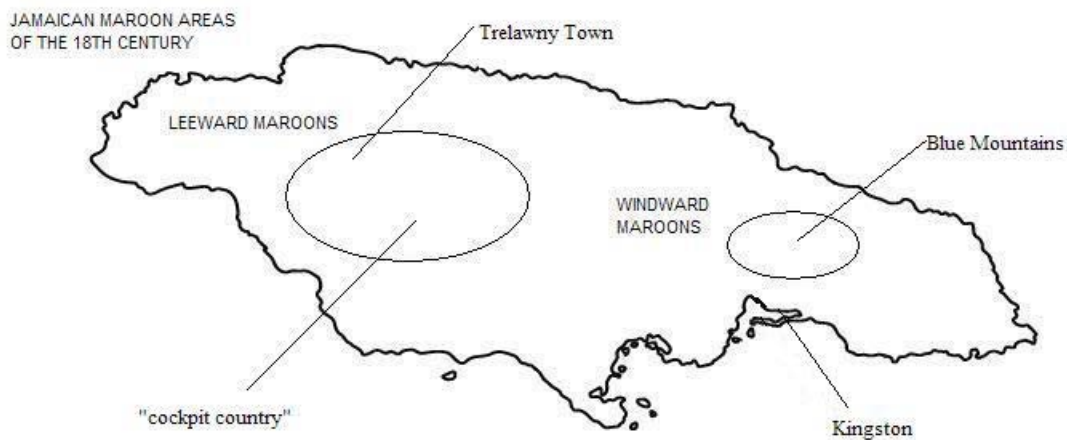 JAMAICAN MAROON AREAS
OF THE 18TH CENTURY
Trelawny Town
LEEWARD MAROONS
Blue Mountains
WINDWARD
MAROONS
"cockpit country"
Kingston